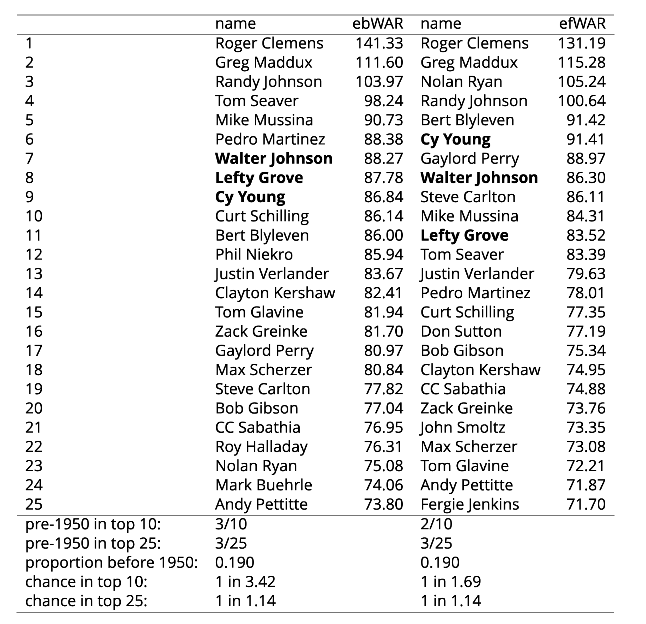 name ebWAR name efWAR
1 Roger Clemens 141.33 Roger Clemens 131.19
2 Greg Maddux 111.60 Greg Maddux 115.28
3 Randy Johnson 103.97 Nolan Ryan 105.24
4 Tom Seaver 98.24 Randy Johnson 100.64
5 Mike Mussina 90.73 Bert Blyleven 91.42
6 Pedro Martinez 88.38 Cy Young 91.41
7 Walter Johnson 88.27 Gaylord Perry 88.97
8 Lefty Grove 87.78 Walter Johnson 86.30
9 Cy Young 86.84 Steve Carlton 86.11
10 Curt Schilling 86.14 Mike Mussina 84.31
11 Bert Blyleven 86.00 Lefty Grove 83.52
12 Phil Niekro 85.94 Tom Seaver 83.39
13 Justin Verlander 83.67 Justin Verlander 79.63
14 Clayton Kershaw 82.41 Pedro Martinez 78.01
15 Tom Glavine 81.94 Curt Schilling 77.35
16 Zack Greinke 81.70 Don Sutton 77.19
17 Gaylord Perry 80.97 Bob Gibson 75.34
18 Max Scherzer 80.84 Clayton Kershaw 74.95
19 Steve Carlton 77.82 CC Sabathia 74.88
20 Bob Gibson 77.04 Zack Greinke 73.76
21 CC Sabathia 76.95 John Smoltz 73.35
22 Roy Halladay 76.31 Max Scherzer 73.08
23 Nolan Ryan 75.08 Tom Glavine 72.21
24 Mark Buehrle 74.06 Andy Pettitte 71.87
25 Andy Pettitte 73.80 Fergie Jenkins 71.70
pre-1950 in top 10: 3/10 2/10
pre-1950 in top 25: 3/25 3/25
proportion before 1950: 0.190 0.190
chance in top 10: 1 in 3.42 1 in 1.69
chance in top 25: 1 in 1.14 1 in 1.14